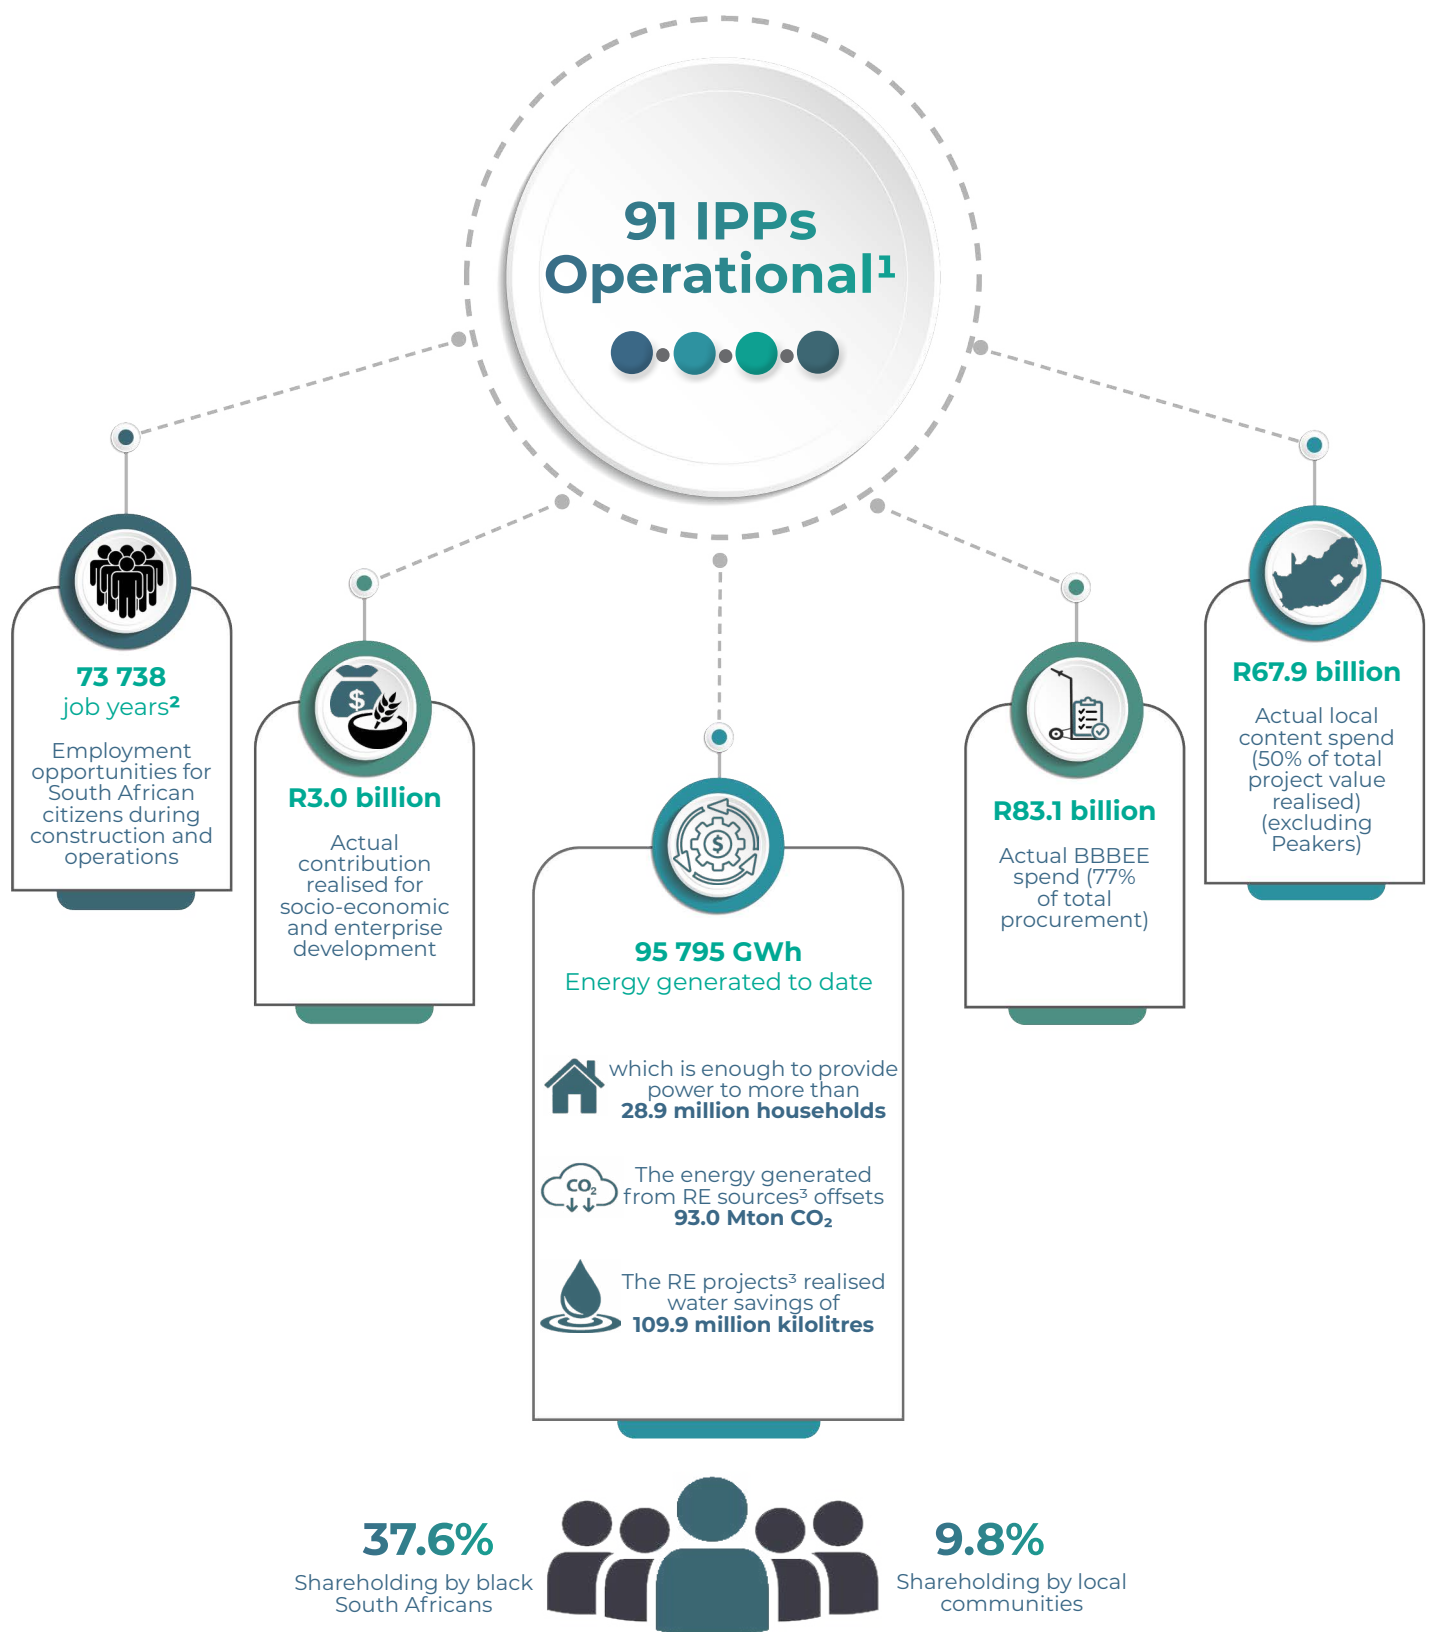 91 IPPs
Operational¹
73 738
job years²
Employment
opportunities for
South African
citizens during
construction and
operations
$
R3.0 billion
Actual
contribution
realised for
socio-economic
and enterprise
development
$
95 795 GWh
Energy generated to date
which is enough to provide
power to more than
28.9 million households
CO₂
The energy generated
from RE sources³ offsets
93.0 Mton CO₂
The RE projects³ realised
water savings of
109.9 million kilolitres
R83.1 billion
Actual BBBEE
spend (77%
of total
procurement)
R67.9 billion
Actual local
content spend
(50% of total
project value
realised)
(excluding
Peakers)
37.6%
Shareholding by black
South Africans
9.8%
Shareholding by local
communities